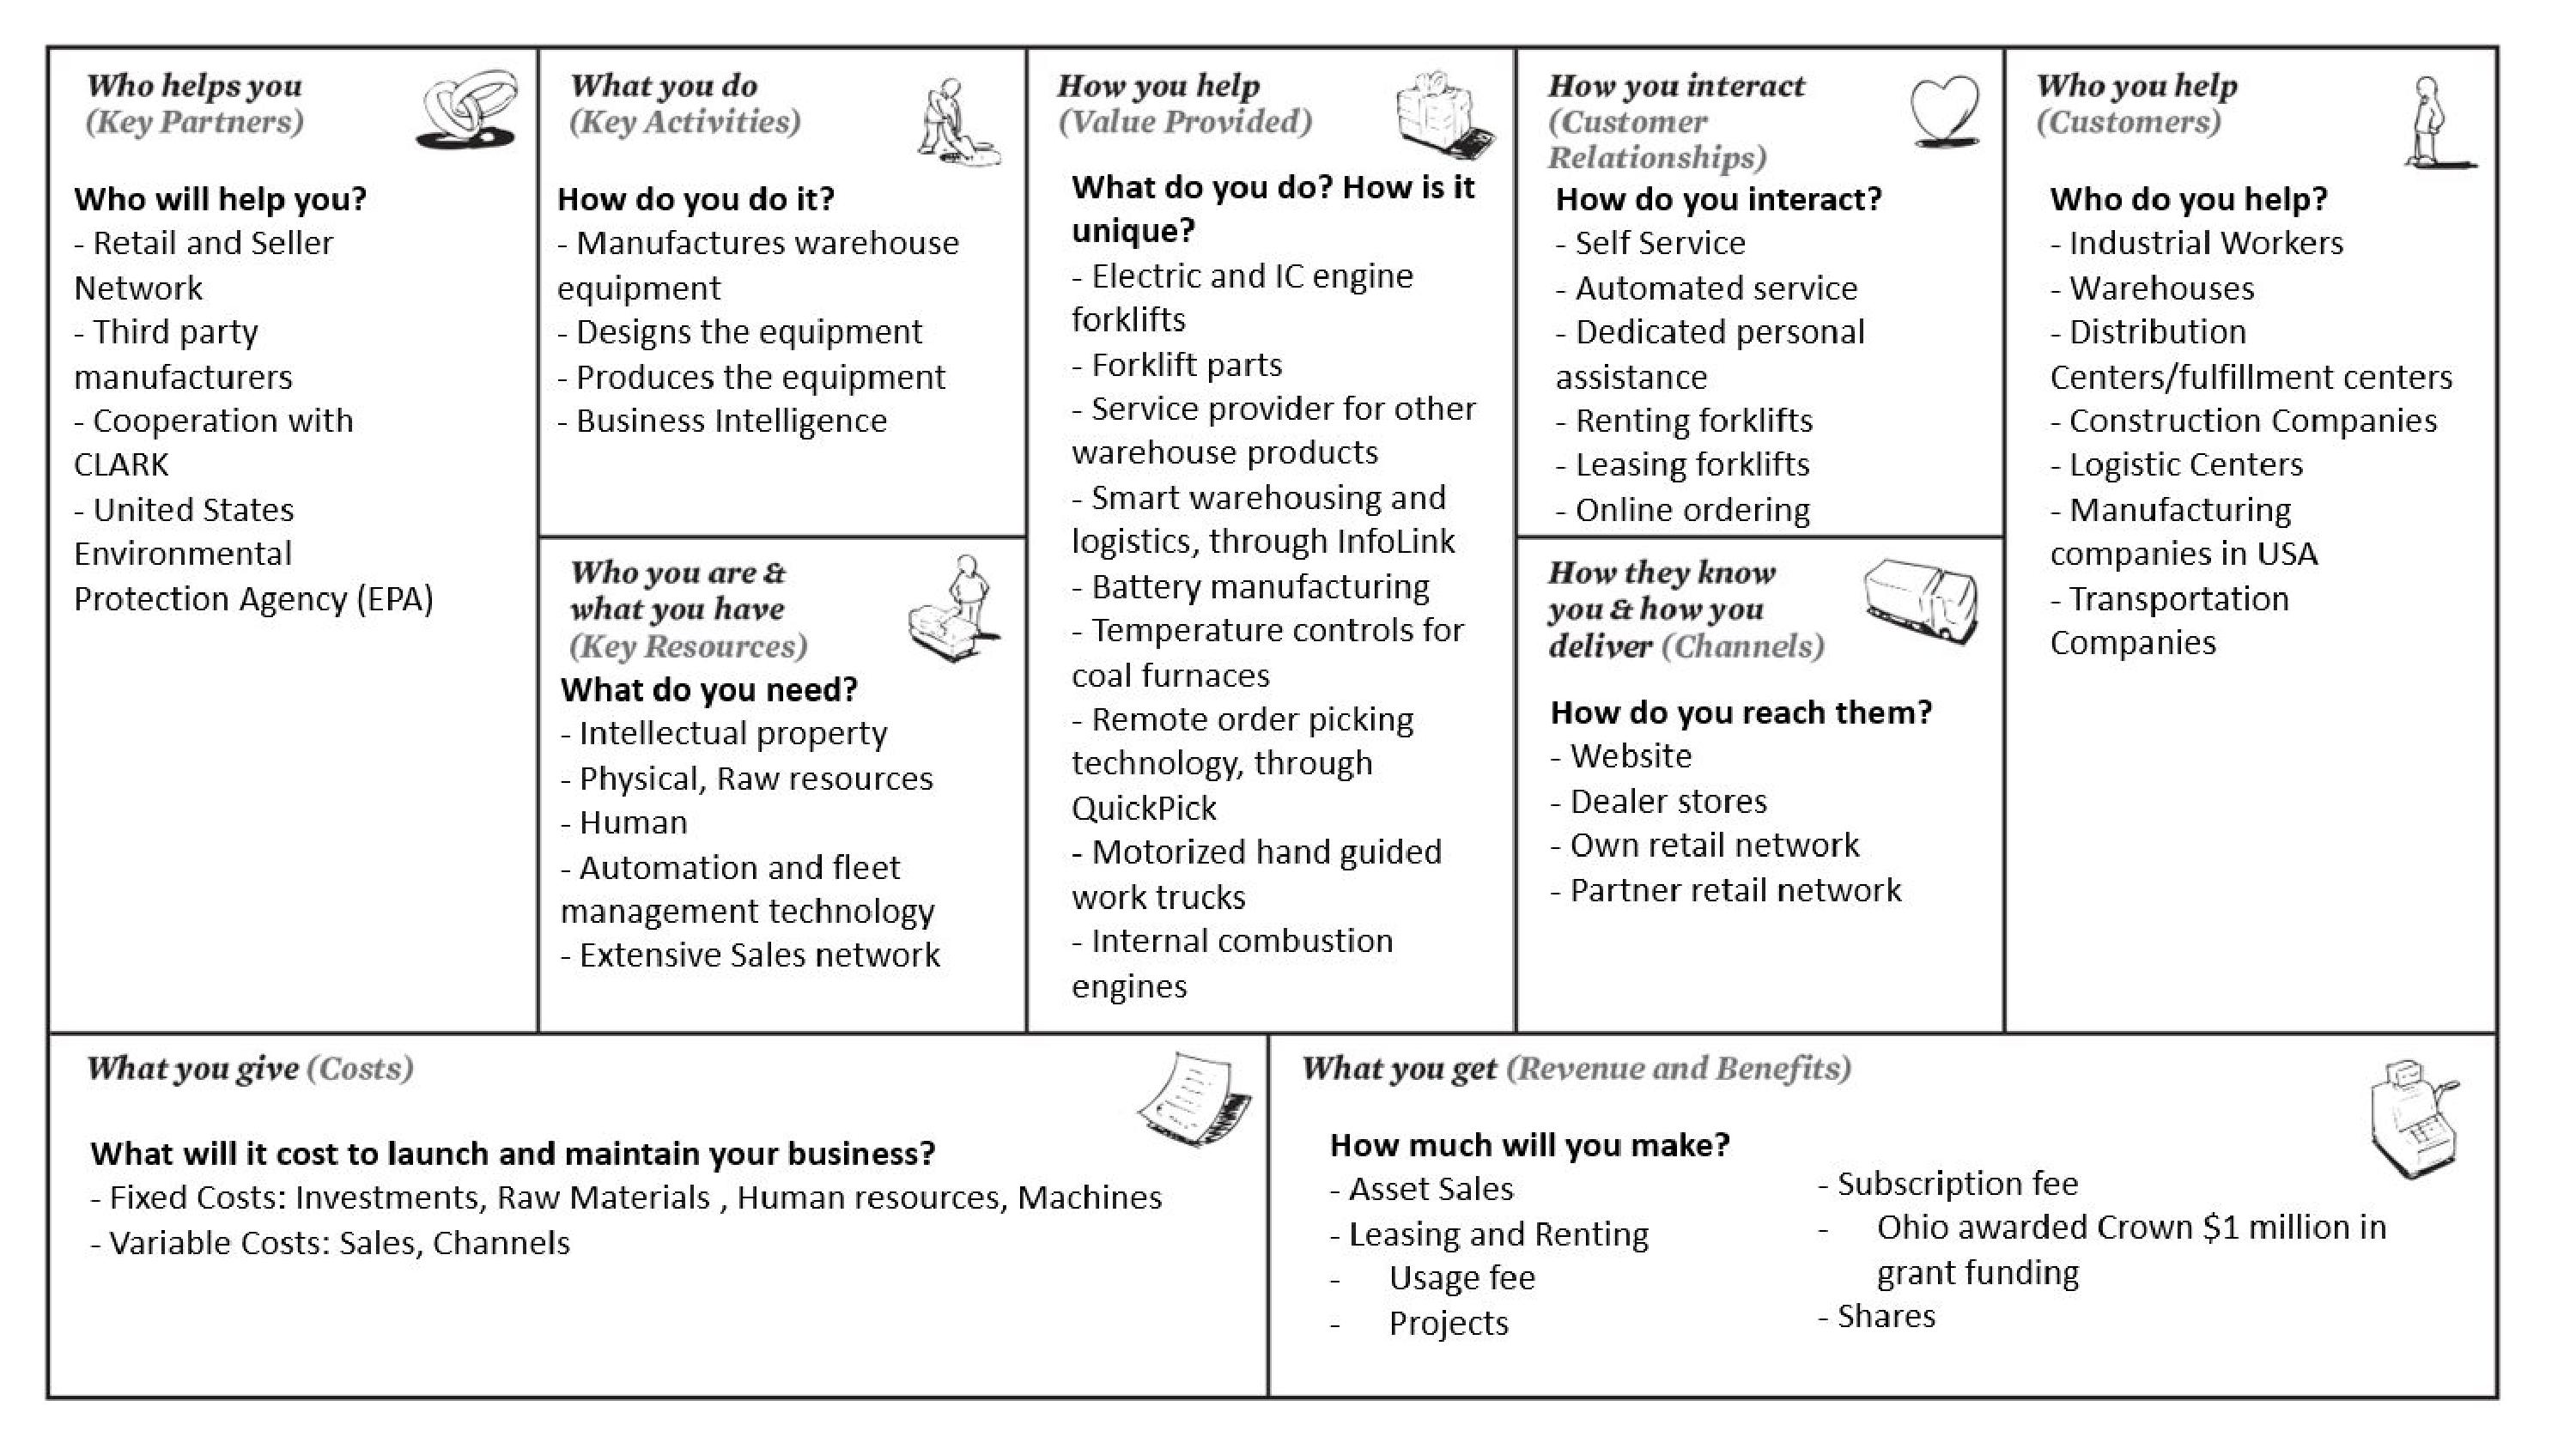 Who helps you
(Key Partners)
Who will help you?
- Retail and Seller
Network
- Third party
manufacturers
- Cooperation with
CLARK
- United States
Environmental
Protection Agency (EPA)
What you do
(Key Activities)
How do you do it?
- Manufactures warehouse
equipment
- Designs the equipment
- Produces the equipment
- Business Intelligence
Who you are &
what you have
(Key Resources)
What do you need?
- Intellectual property
- Physical, Raw resources
- Human
- Automation and fleet
management technology
- Extensive Sales network
How you help
(Value Provided)
What do you do? How is it
unique?
- Electric and IC engine
forklifts
- Forklift parts
- Service provider for other
warehouse products
- Smart warehousing and
logistics, through InfoLink
- Battery manufacturing
- Temperature controls for
coal furnaces
- Remote order picking
technology, through
QuickPick
- Motorized hand guided
work trucks
- Internal combustion
engines
How you interact
(Customer
Relationships)
How do you interact?
- Self Service
- Automated service
- Dedicated personal
assistance
- Renting forklifts
- Leasing forklifts
- Online ordering
How they know
you & how you
deliver (Channels)
How do you reach them?
- Website
- Dealer stores
- Own retail network
- Partner retail network
Who you help
(Customers)
Who do you help?
- Industrial Workers
- Warehouses
- Distribution
Centers/fulfillment centers
- Construction Companies
- Logistic Centers
- Manufacturing
companies in USA
- Transportation
Companies
What you give (Costs)
What will it cost to launch and maintain your business?
- Fixed Costs: Investments, Raw Materials , Human resources, Machines
- Variable Costs: Sales, Channels
What you get (Revenue and Benefits)
How much will you make?
- Asset Sales
- Leasing and Renting
- Usage fee
- Projects
- Subscription fee
- Ohio awarded Crown $1 million in
grant funding
- Shares